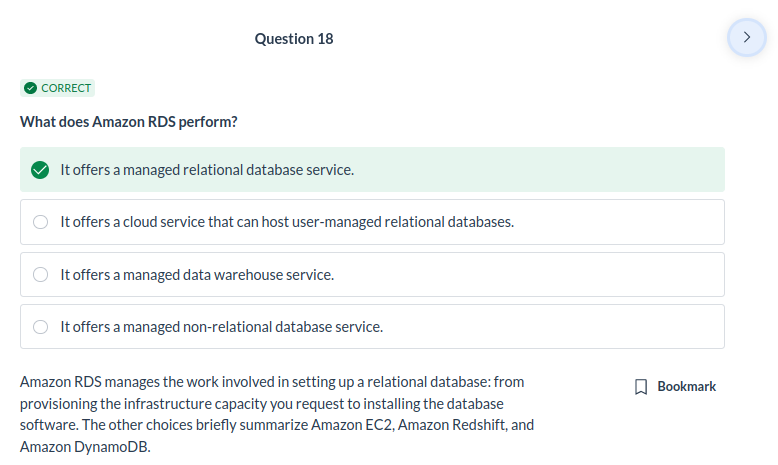 Question 18
CORRECT
What does Amazon RDS perform?
It offers a managed relational database service.
It offers a cloud service that can host user-managed relational databases.
It offers a managed data warehouse service.
It offers a managed non-relational database service.
Amazon RDS manages the work involved in setting up a relational database: from
provisioning the infrastructure capacity you request to installing the database
software. The other choices briefly summarize Amazon EC2, Amazon Redshift, and
Amazon DynamoDB.
Bookmark